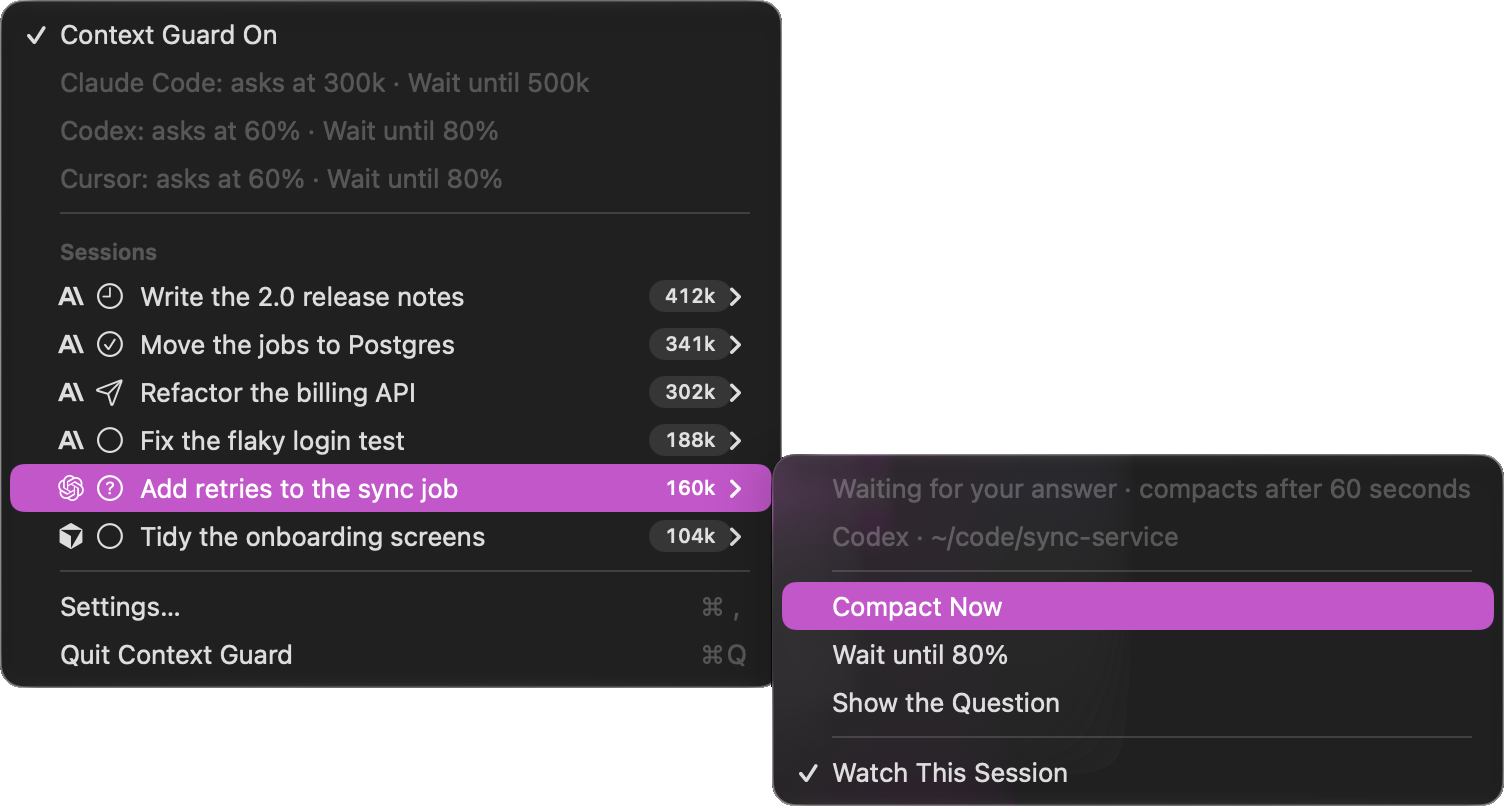 Context Guard On
Claude Code: asks at 300k · Wait until 500k
Codex: asks at 60% · Wait until 80%
Cursor: asks at 60% · Wait until 80%
Sessions
Write the 2.0 release notes 412k
Move the jobs to Postgres 341k
Refactor the billing API 302k
Fix the flaky login test 188k
Add retries to the sync job 160k
Tidy the onboarding screens 104k
Settings... ⌘ ,
Quit Context Guard ⌘Q
Waiting for your answer · compacts after 60 seconds
Codex · ~/code/sync-service
Compact Now
Wait until 80%
Show the Question
Watch This Session